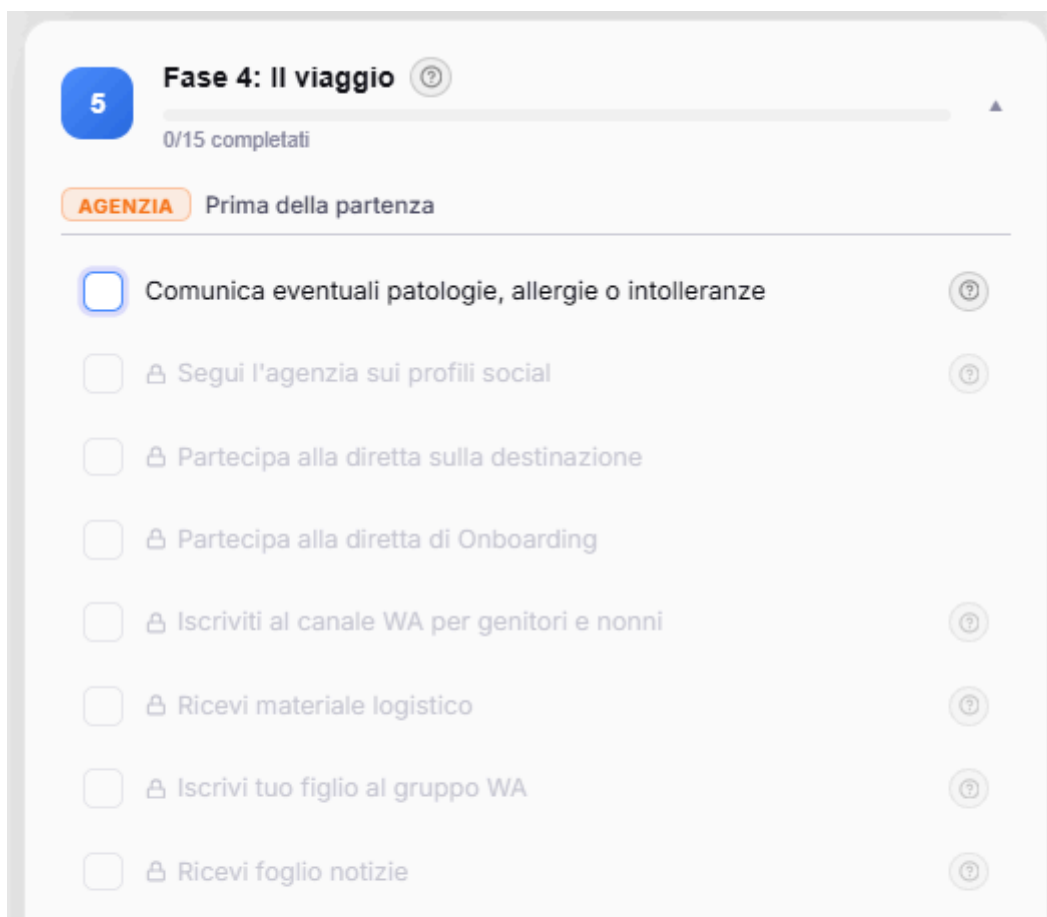 5
Fase 4: Il viaggio
0/15 completati
AGENZIA Prima della partenza
Comunica eventuali patologie, allergie o intolleranze
Segui l'agenzia sui profili social
Partecipa alla diretta sulla destinazione
Partecipa alla diretta di Onboarding
Iscriviti al canale WA per genitori e nonni
Ricevi materiale logistico
Iscrivi tuo figlio al gruppo WA
Ricevi foglio notizie